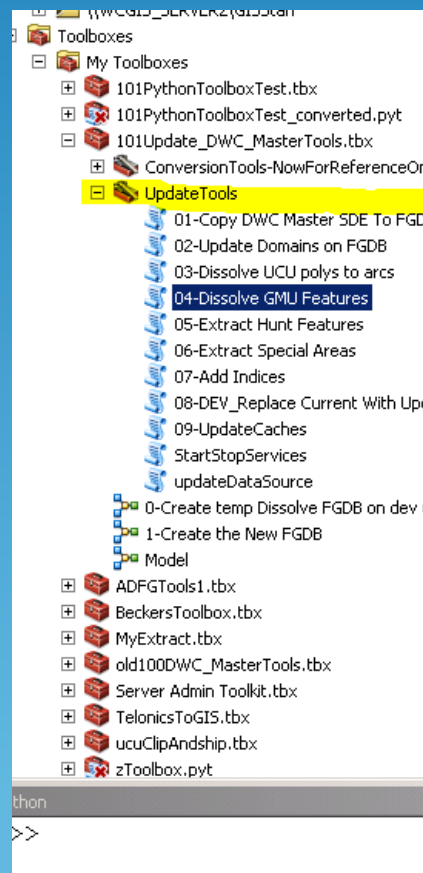 \\WCGIS_SERVER2\GISStaff
Toolboxes
My Toolboxes
101PythonToolboxTest.tbx
101PythonToolboxTest_converted.pyt
101Update_DWC_MasterTools.tbx
ConversionTools-NowForReferenceOn
UpdateTools
01-Copy DWC Master SDE To FGD
02-Update Domains on FGDB
03-Dissolve UCU polys to arcs
04-Dissolve GMU Features
05-Extract Hunt Features
06-Extract Special Areas
07-Add Indices
08-DEV_Replace Current With Upd
09-UpdateCaches
StartStopServices
updateDataSource
0-Create temp Dissolve FGDB on dev
1-Create the New FGDB
Model
ADFGTools1.tbx
BeckersToolbox.tbx
MyExtract.tbx
old100DWC_MasterTools.tbx
Server Admin Toolkit.tbx
TelonicsToGIS.tbx
ucuClipAndship.tbx
zToolbox.pyt
thon
>>